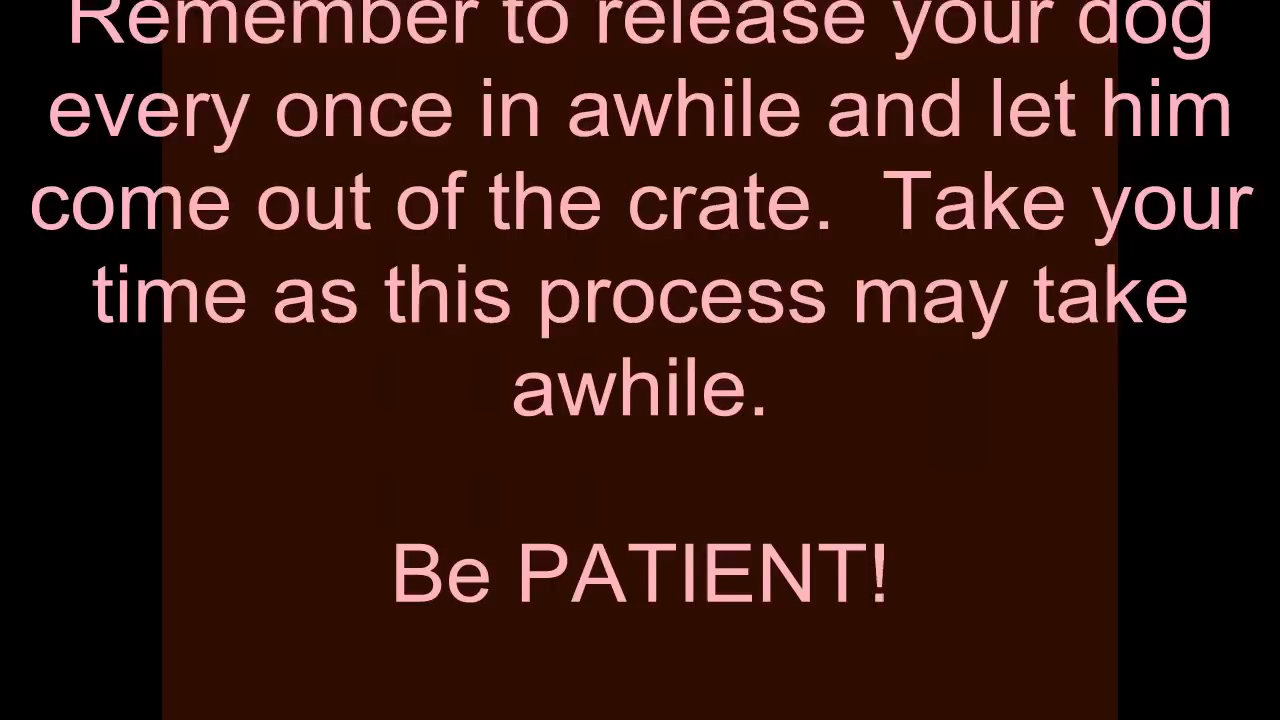 Remember to release your dog
every once in awhile and let him
come out of the crate.  Take your
time as this process may take
awhile.
Be PATIENT!